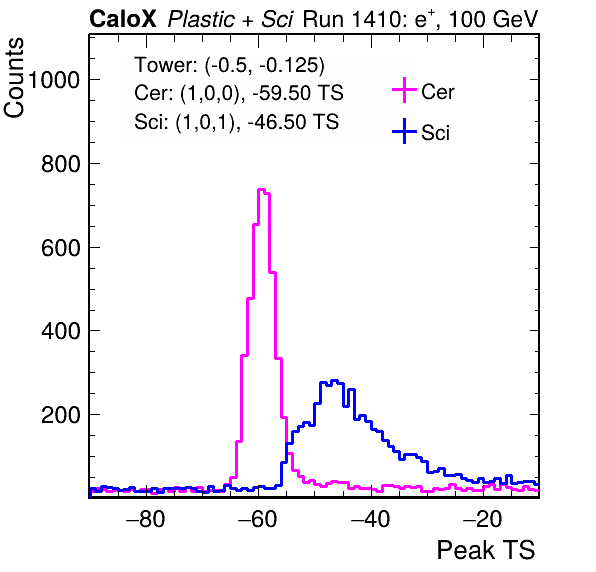 CaloX Plastic + Sci Run 1410: e⁺, 100 GeV
Counts
Tower: (-0.5, -0.125)
Cer: (1,0,0), -59.50 TS
Sci: (1,0,1), -46.50 TS
Cer
Sci
1000
800
600
400
200
−80 −60 −40 −20
Peak TS